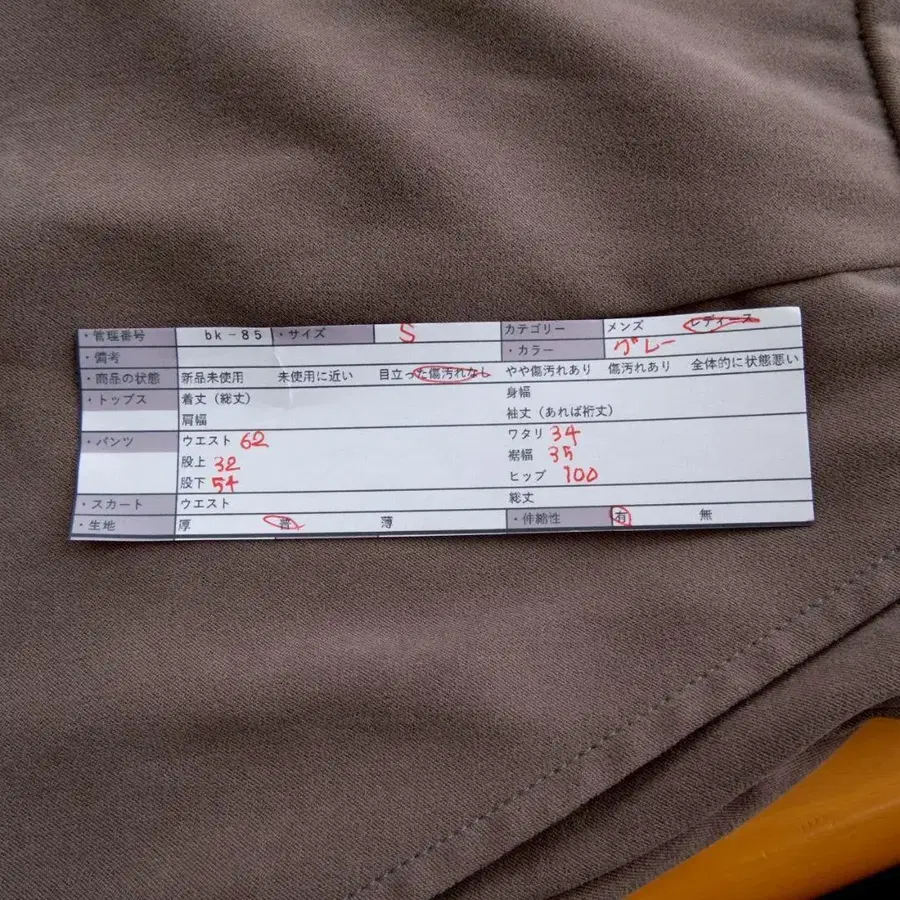 ・管理番号 bk-85 ・サイズ S カテゴリー メンズ レディース
・備考 ・カラー グレー
・商品の状態 新品未使用 未使用に近い 目立った傷汚れなし やや傷汚れあり 傷汚れあり 全体的に状態悪い
・トップス 着丈（総丈） 身幅
肩幅 袖丈（あれば裄丈）
・パンツ ウエスト 62 ワタリ 34
股上 32 裾幅 35
股下 54 ヒップ 100
・スカート ウエスト 総丈
・生地 厚 普 薄 ・伸縮性 有 無